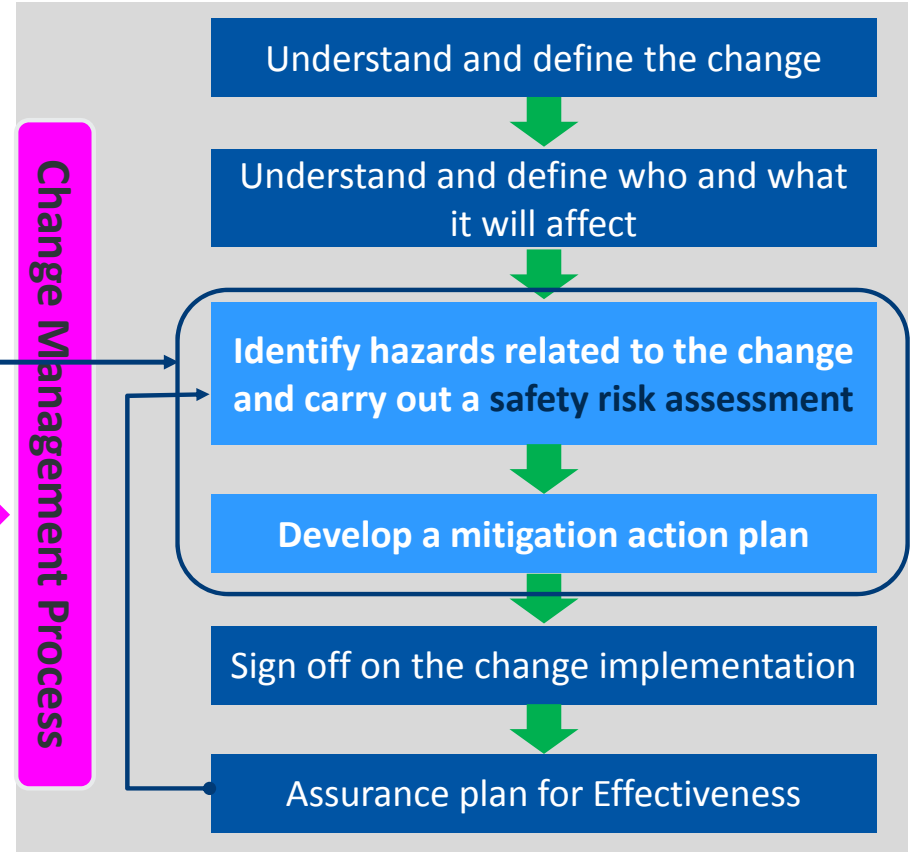 Understand and define the change
Understand and define who and what
it will affect
Change Management Process
Identify hazards related to the change
and carry out a safety risk assessment
Develop a mitigation action plan
Sign off on the change implementation
Assurance plan for Effectiveness